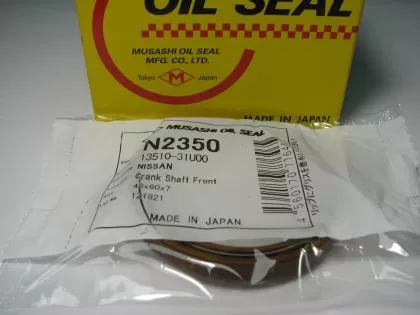 OIL SEAL
MUSASHI OIL SEAL
MFG. CO., LTD.
Tokyo M Japan
MADE IN JAPAN
MUSASHI OIL SEAL
N2350
13510-31U00
NISSAN
Crank Shaft Front
121821
MADE IN JAPAN